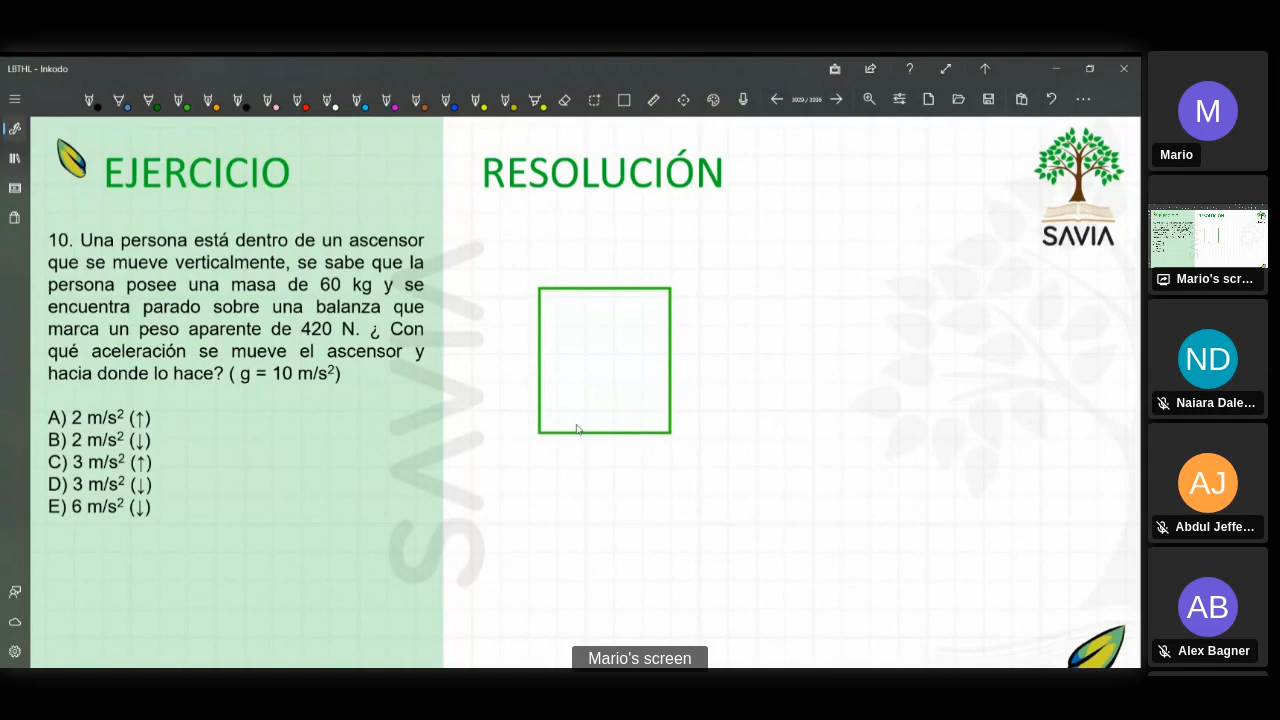 LBTHL - Inkodo
1029 / 1036
EJERCICIO
RESOLUCIÓN
SAVIA
10. Una persona está dentro de un ascensor
que se mueve verticalmente, se sabe que la
persona posee una masa de 60 kg y se
encuentra parado sobre una balanza que
marca un peso aparente de 420 N. ¿ Con
qué aceleración se mueve el ascensor y
hacia donde lo hace? ( g = 10 m/s²)
A) 2 m/s² (↑)
B) 2 m/s² (↓)
C) 3 m/s² (↑)
D) 3 m/s² (↓)
E) 6 m/s² (↓)
SAVIA
Mario's screen
M
Mario
Mario's scr...
ND
Naiara Dale...
AJ
Abdul Jeffe...
AB
Alex Bagner